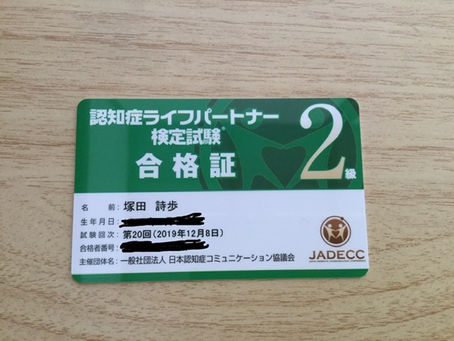 認知症ライフパートナー
検定試験®
合格証
2級
名　前：塚田 詩歩
生年月日：
試験回次：第20回(2019年12月8日)
合格者番号：
主催団体名：一般社団法人 日本認知症コミュニケーション協議会
JADECC